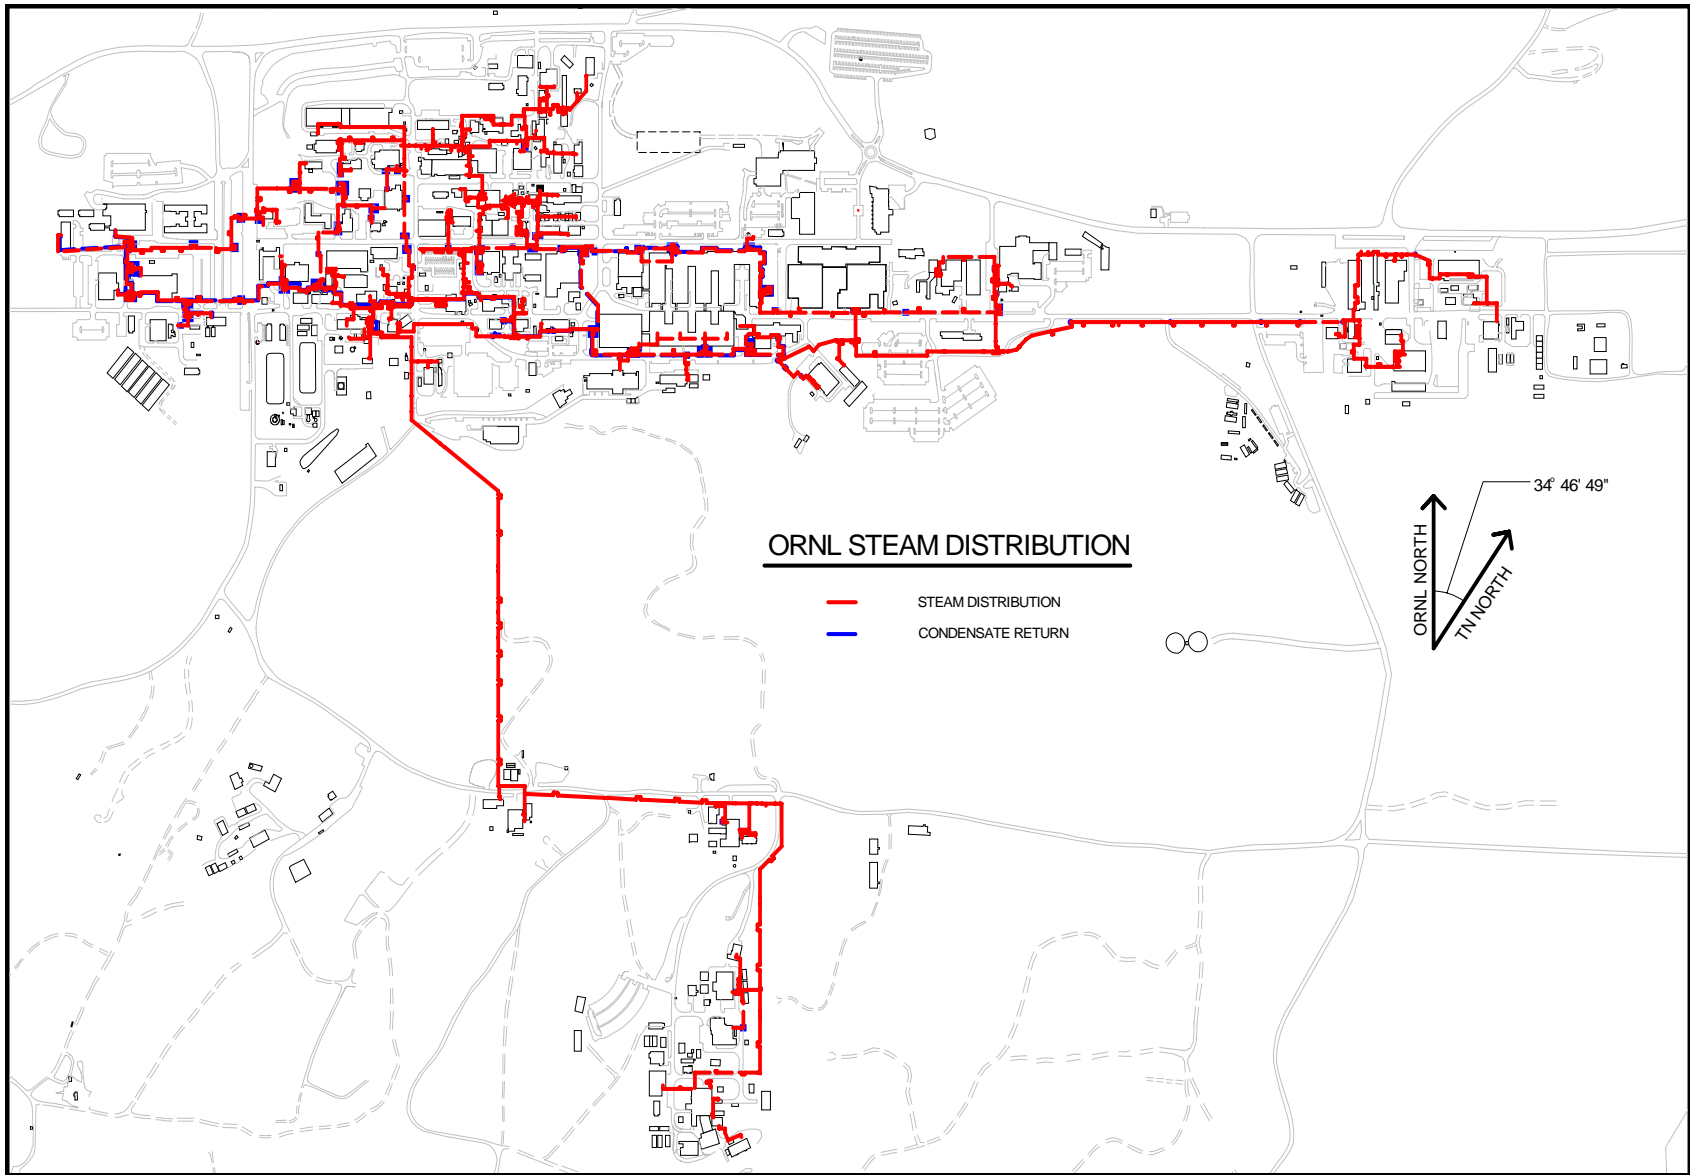 34° 46' 49"
ORNL NORTH
TN NORTH
ORNL STEAM DISTRIBUTION
STEAM DISTRIBUTION
CONDENSATE RETURN